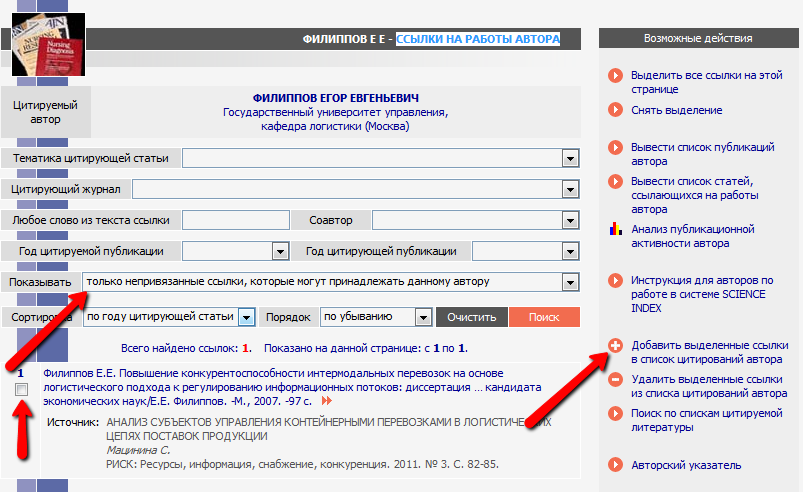 ФИЛИППОВ Е Е - ССЫЛКИ НА РАБОТЫ АВТОРА
Цитируемый
автор
ФИЛИППОВ ЕГОР ЕВГЕНЬЕВИЧ
Государственный университет управления,
кафедра логистики (Москва)
Тематика цитирующей статьи
Цитирующий журнал
Любое слово из текста ссылки
Соавтор
Год цитируемой публикации
Год цитирующей публикации
Показывать
только непривязанные ссылки, которые могут принадлежать данному автору
Сортировка
по году цитирующей статьи
Порядок
по убыванию
Очистить
Поиск
Всего найдено ссылок: 1. Показано на данной странице: с 1 по 1.
1
Филиппов Е.Е. Повышение конкурентоспособности интермодальных перевозок на основе
логистического подхода к регулированию информационных потоков: диссертация ... кандидата
экономических наук/Е.Е. Филиппов. -М., 2007. -97 с.
Источник: АНАЛИЗ СУБЪЕКТОВ УПРАВЛЕНИЯ КОНТЕЙНЕРНЫМИ ПЕРЕВОЗКАМИ В ЛОГИСТИЧЕСКИХ
ЦЕПЯХ ПОСТАВОК ПРОДУКЦИИ
Мацинина С.
РИСК: Ресурсы, информация, снабжение, конкуренция. 2011. № 3. С. 82-85.
Возможные действия
Выделить все ссылки на этой
странице
Снять выделение
Вывести список публикаций
автора
Вывести список статей,
ссылающихся на работы
автора
Анализ публикационной
активности автора
Инструкция для авторов по
работе в системе SCIENCE
INDEX
Добавить выделенные ссылки
в список цитирований автора
Удалить выделенные ссылки
из списка цитирований автора
Поиск по спискам цитируемой
литературы
Авторский указатель
Nursing
Diagnosis